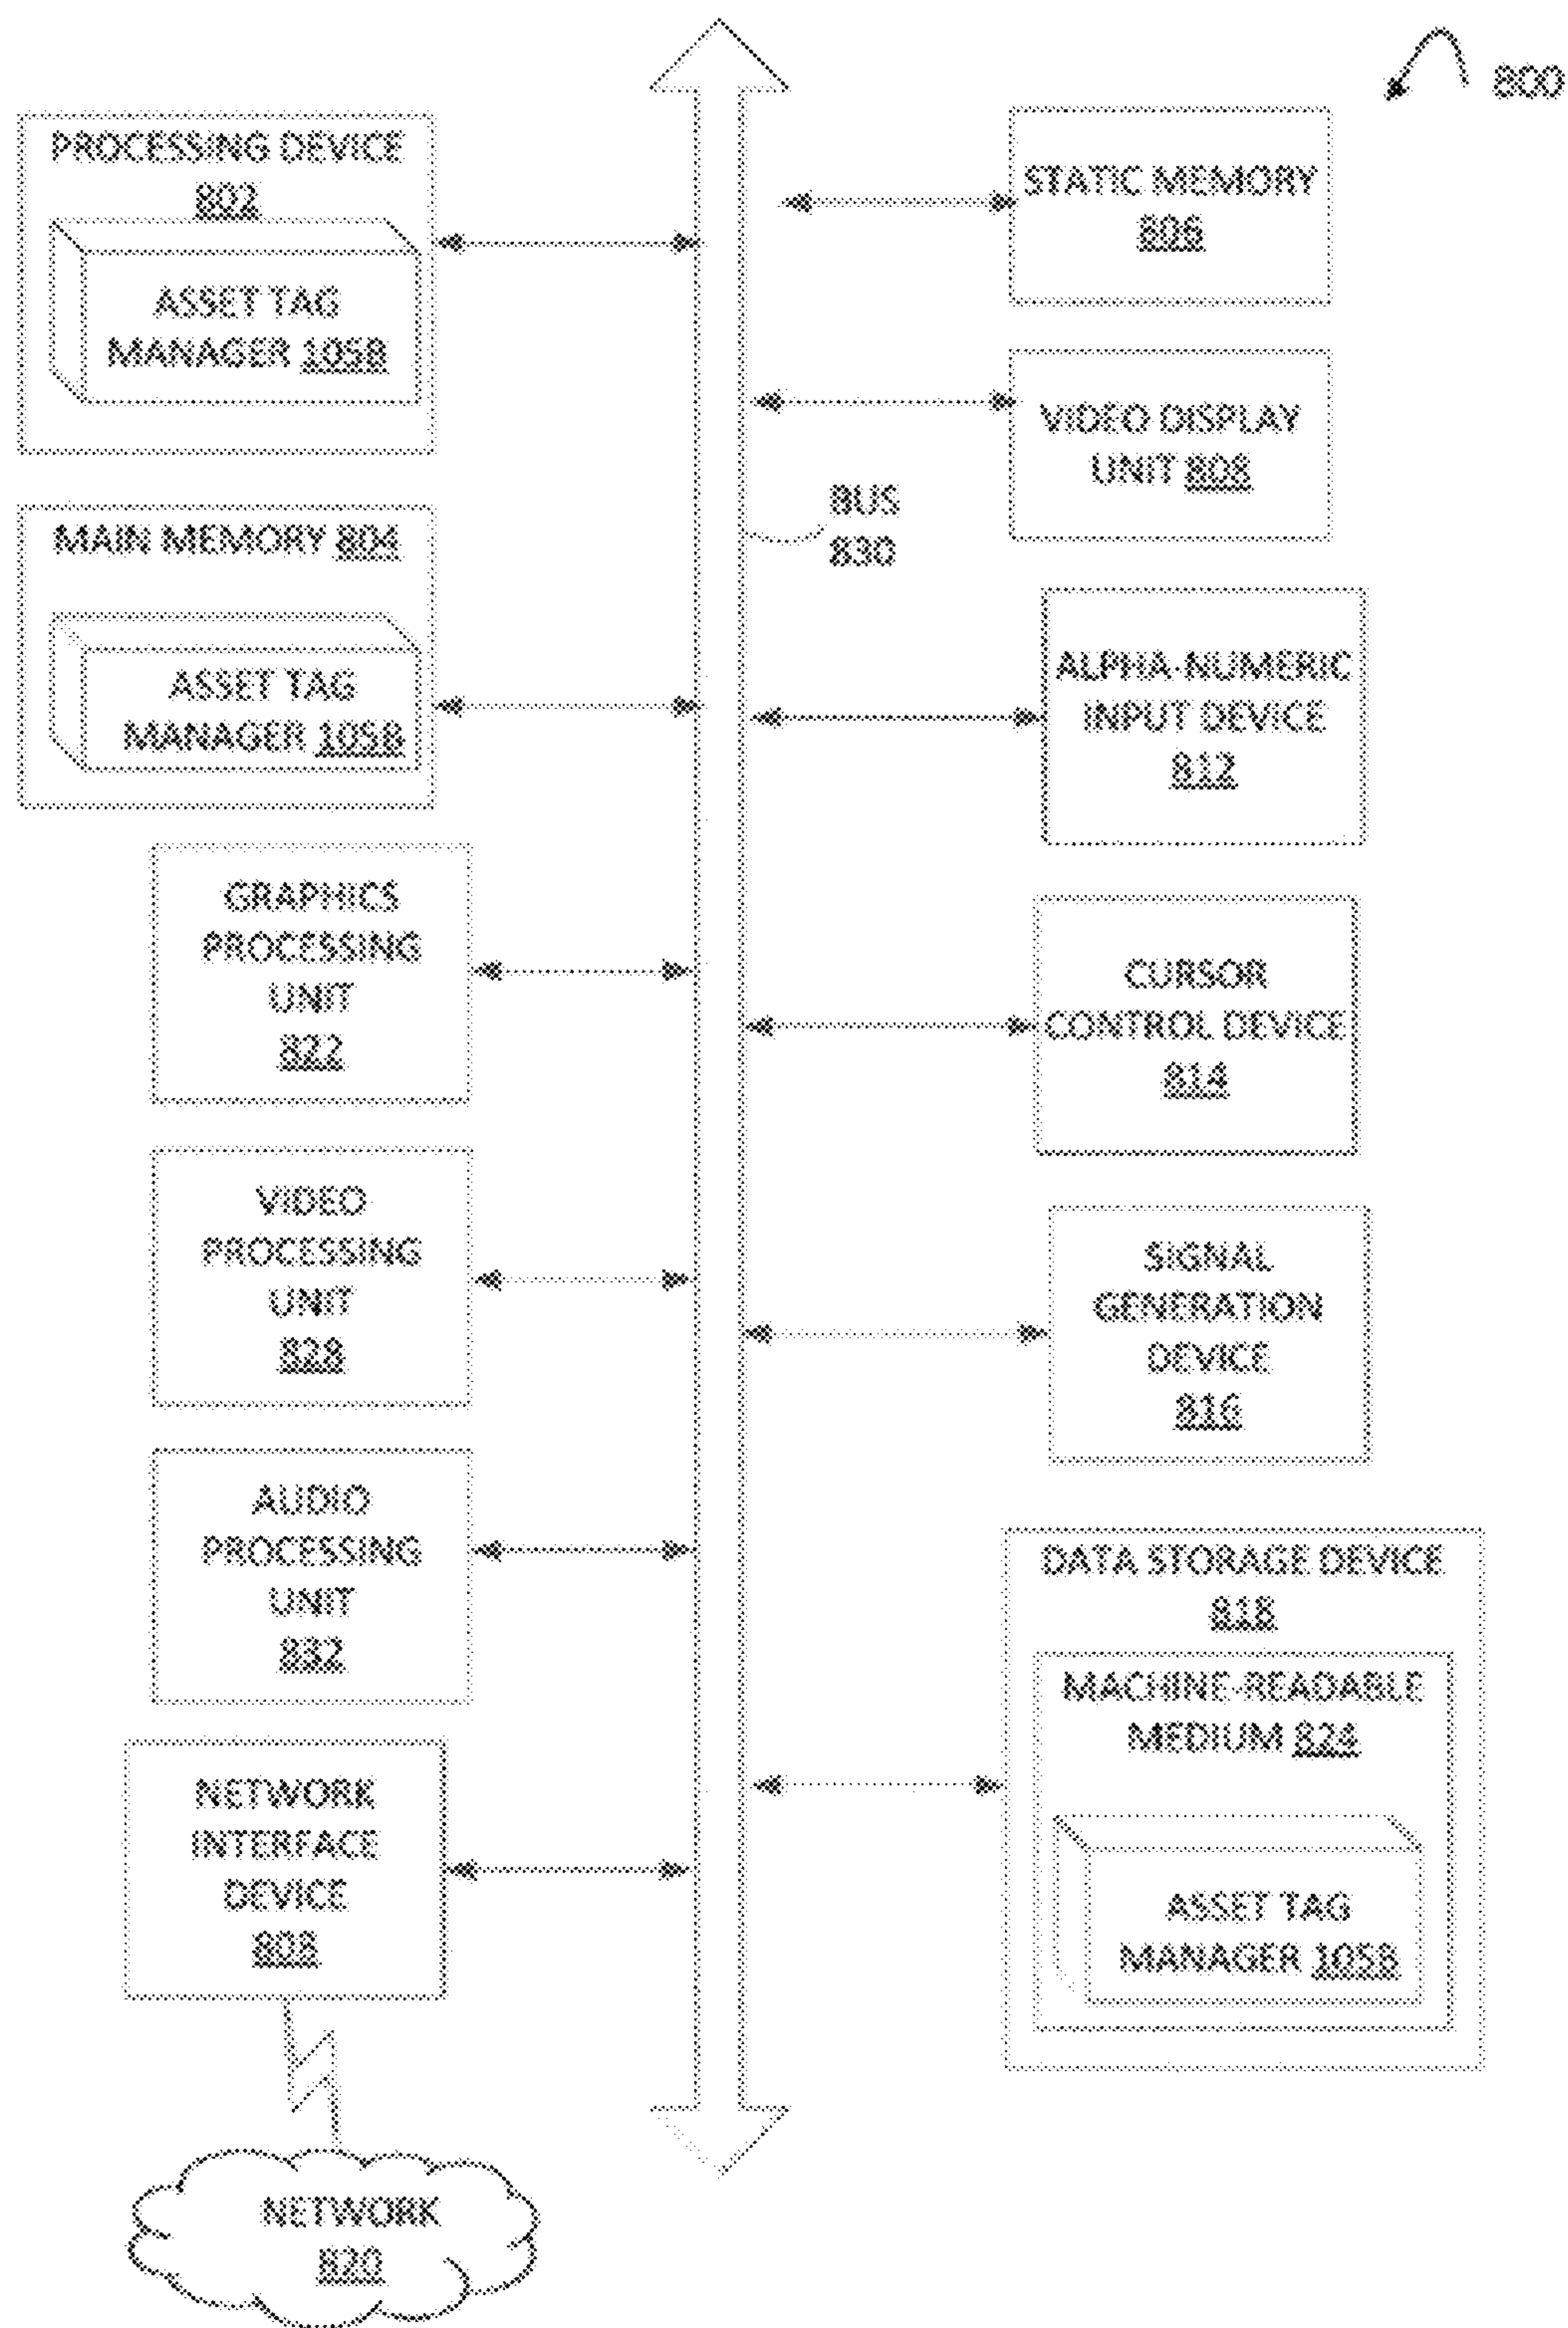 800
PROCESSING DEVICE
802
ASSET TAG
MANAGER 105B
MAIN MEMORY 804
ASSET TAG
MANAGER 105B
GRAPHICS
PROCESSING
UNIT
822
VIDEO
PROCESSING
UNIT
828
AUDIO
PROCESSING
UNIT
832
NETWORK
INTERFACE
DEVICE
808
NETWORK
820
BUS
830
STATIC MEMORY
806
VIDEO DISPLAY
UNIT 808
ALPHA-NUMERIC
INPUT DEVICE
812
CURSOR
CONTROL DEVICE
814
SIGNAL
GENERATION
DEVICE
816
DATA STORAGE DEVICE
818
MACHINE-READABLE
MEDIUM 824
ASSET TAG
MANAGER 105B